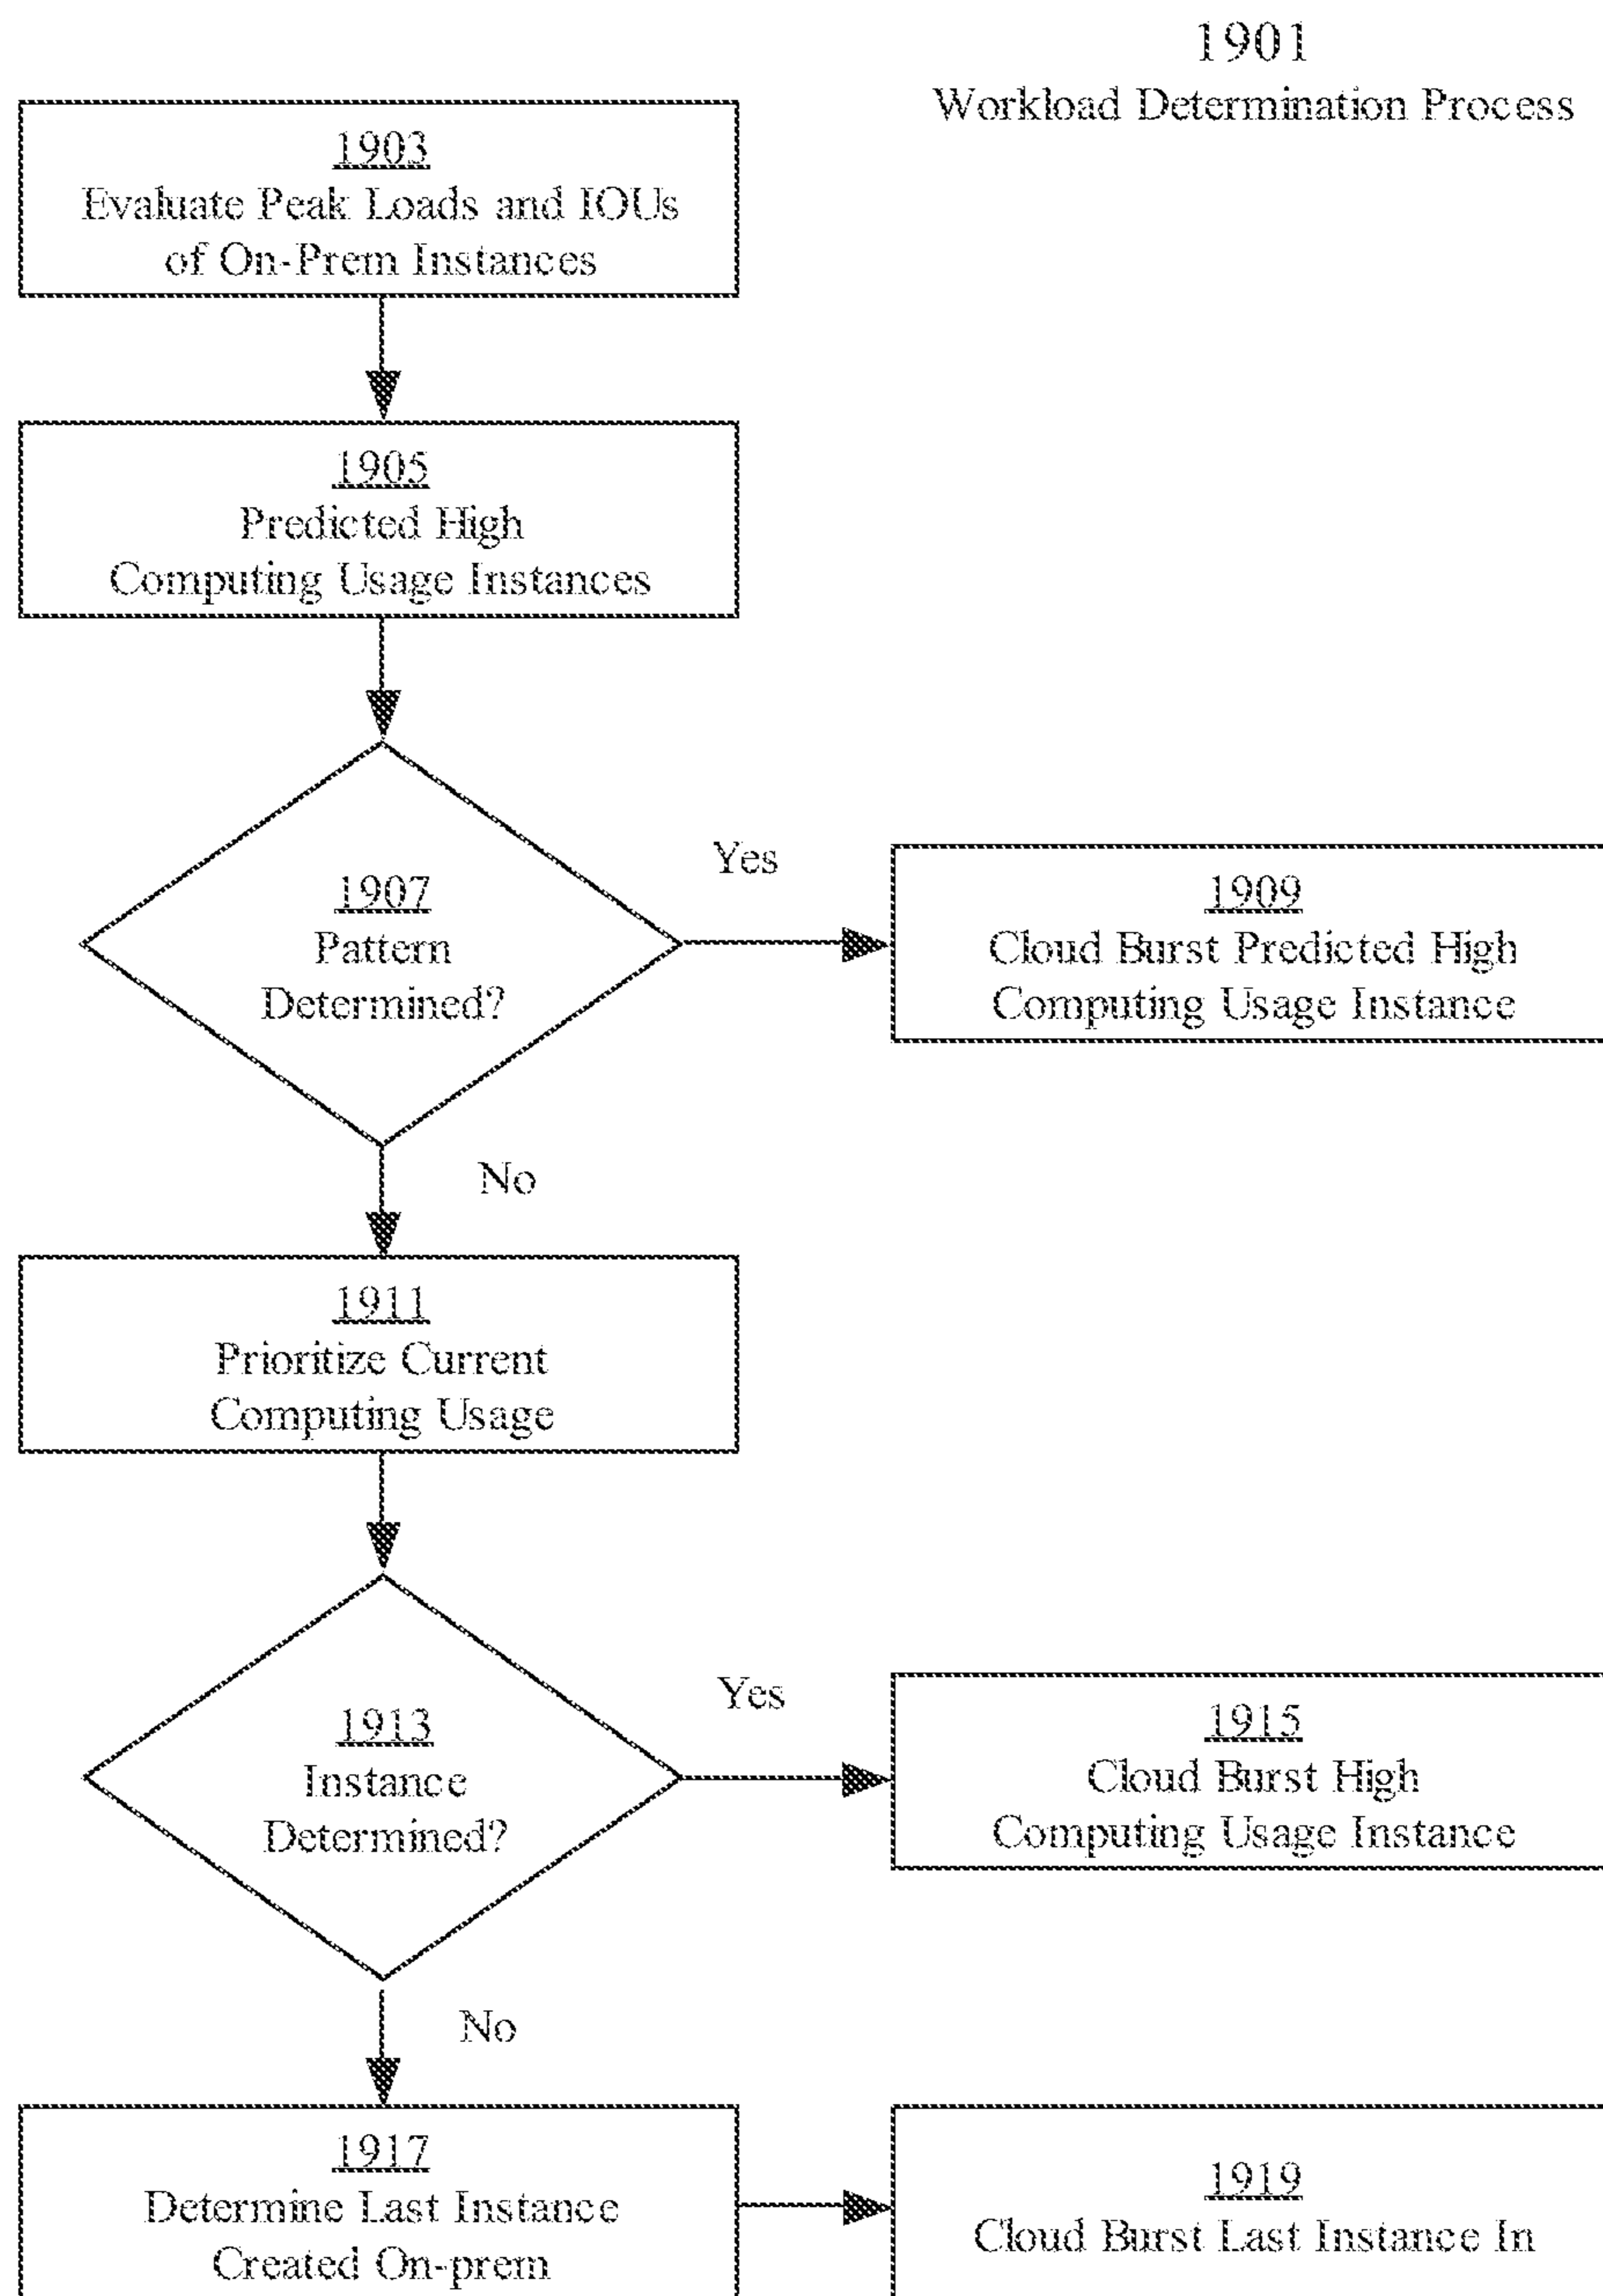 1901
Workload Determination Process
1903
Evaluate Peak Loads and IOUs
of On-Prem Instances
1905
Predicted High
Computing Usage Instances
1907
Pattern
Determined?
Yes
1909
Cloud Burst Predicted High
Computing Usage Instance
No
1911
Prioritize Current
Computing Usage
1913
Instance
Determined?
Yes
1915
Cloud Burst High
Computing Usage Instance
No
1917
Determine Last Instance
Created On-prem
1919
Cloud Burst Last Instance In